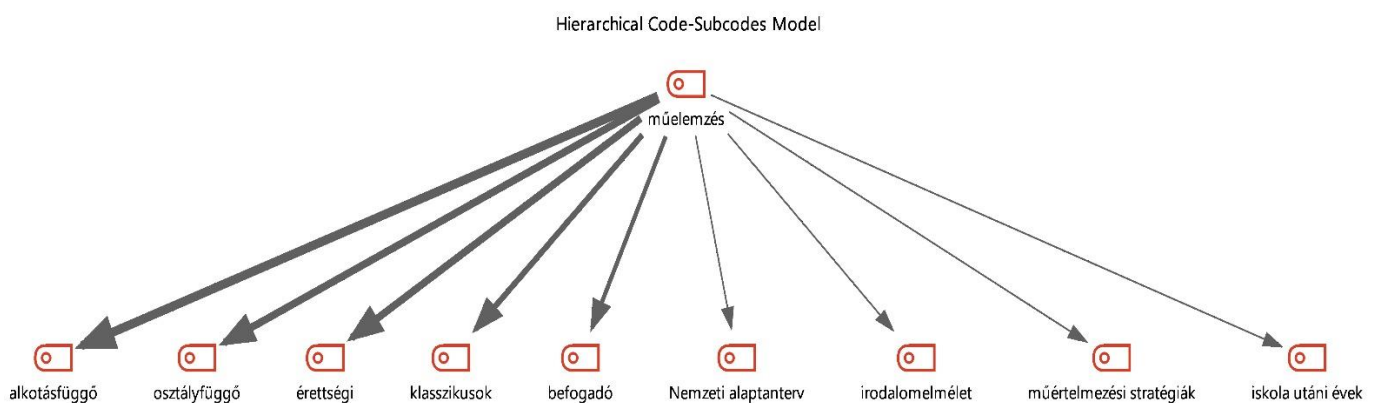 Hierarchical Code-Subcodes Model
műelemzés
alkotásfüggő osztályfüggő érettségi klasszikusok befogadó Nemzeti alaptanterv irodalomelmélet műértelmezési stratégiák iskola utáni évek